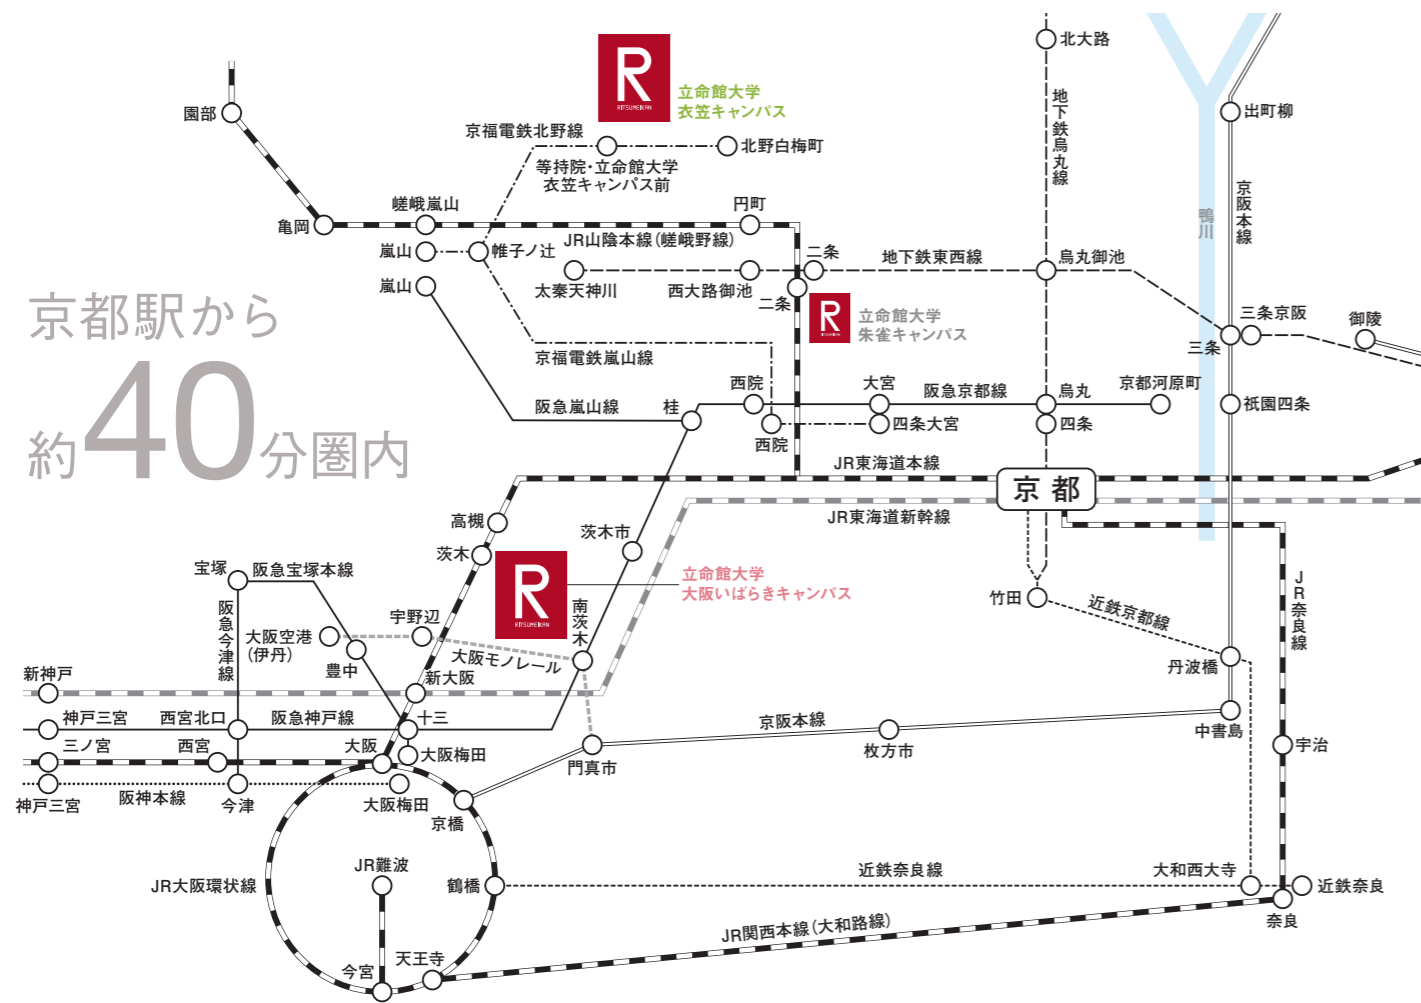 北大路
R
RITSUMEIKAN
立命館大学
衣笠キャンパス
園部
出町柳
地下鉄烏丸線
京福電鉄北野線
北野白梅町
等持院・立命館大学
衣笠キャンパス前
京阪本線
鴨川
嵯峨嵐山
円町
亀岡
JR山陰本線(嵯峨野線)
嵐山
帷子ノ辻
二条
地下鉄東西線
烏丸御池
嵐山
太秦天神川
西大路御池
二条
京都駅から
約40分圏内
R
立命館大学
朱雀キャンパス
三条京阪
御陵
三条
京福電鉄嵐山線
西院
大宮
阪急京都線
烏丸
京都河原町
阪急嵐山線
桂
祇園四条
西院
四条大宮
四条
JR東海道本線
京都
JR東海道新幹線
高槻
茨木市
茨木
R
RITSUMEIKAN
立命館大学
大阪いばらきキャンパス
宝塚
阪急宝塚本線
JR奈良線
竹田
近鉄京都線
阪急今津線
大阪空港
(伊丹)
宇野辺
南茨木
豊中
大阪モノレール
丹波橋
新神戸
新大阪
神戸三宮
西宮北口
阪急神戸線
十三
京阪本線
中書島
三ノ宮
西宮
大阪
大阪梅田
門真市
枚方市
宇治
神戸三宮
阪神本線
今津
大阪梅田
京橋
JR難波
JR大阪環状線
鶴橋
近鉄奈良線
大和西大寺
近鉄奈良
奈良
JR関西本線(大和路線)
天王寺
今宮